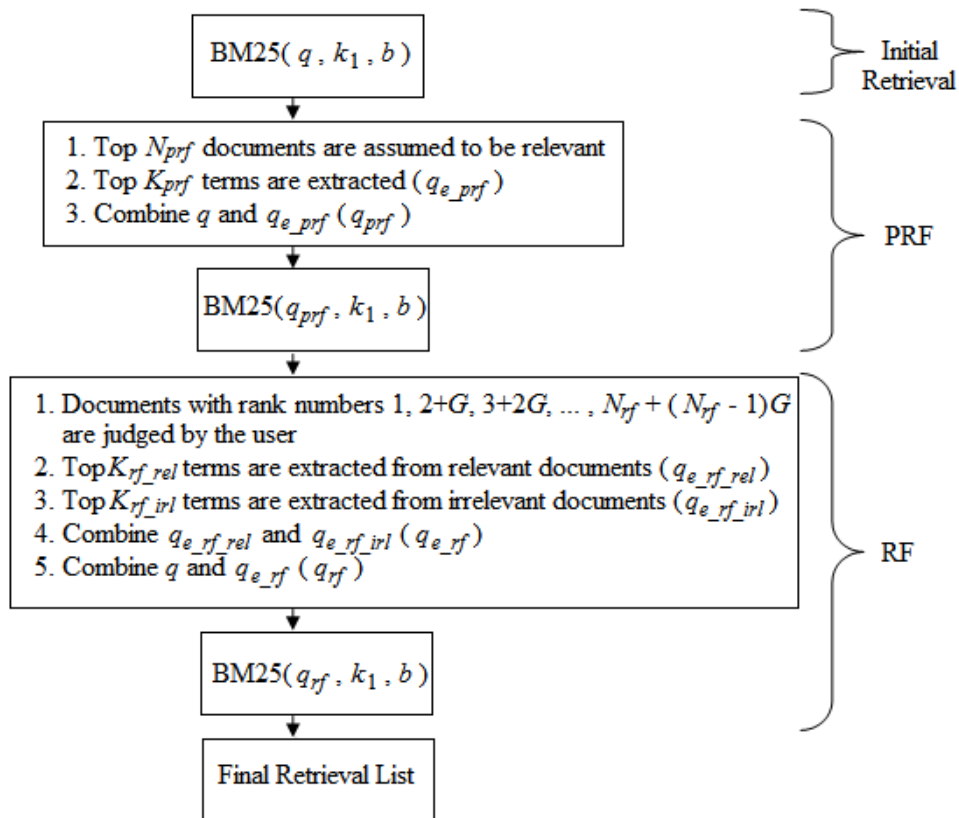 BM25( q , k1 , b )
Initial
Retrieval
1. Top Nprf documents are assumed to be relevant
2. Top Kprf terms are extracted ( qe_prf )
3. Combine q and qe_prf ( qprf )
PRF
BM25( qprf , k1 , b )
1. Documents with rank numbers 1, 2+G, 3+2G, ... , Nrf + ( Nrf - 1)G
are judged by the user
2. Top Krf_rel terms are extracted from relevant documents ( qe_rf_rel )
3. Top Krf_irl terms are extracted from irrelevant documents ( qe_rf_irl )
4. Combine qe_rf_rel and qe_rf_irl ( qe_rf )
5. Combine q and qe_rf ( qrf )
RF
BM25( qrf , k1 , b )
Final Retrieval List